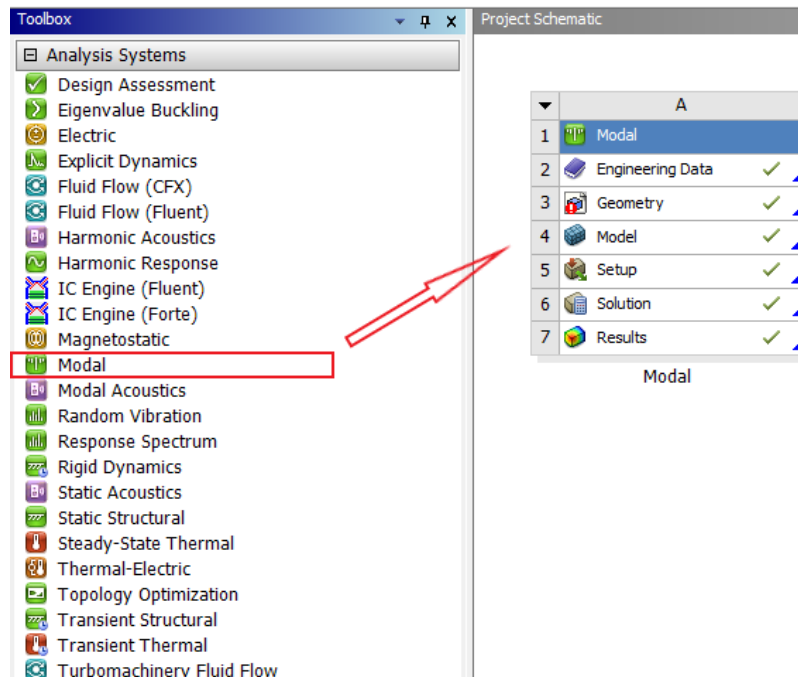 Toolbox
Analysis Systems
Design Assessment
Eigenvalue Buckling
Electric
Explicit Dynamics
Fluid Flow (CFX)
Fluid Flow (Fluent)
Harmonic Acoustics
Harmonic Response
IC Engine (Fluent)
IC Engine (Forte)
Magnetostatic
Modal
Modal Acoustics
Random Vibration
Response Spectrum
Rigid Dynamics
Static Acoustics
Static Structural
Steady-State Thermal
Thermal-Electric
Topology Optimization
Transient Structural
Transient Thermal
Turbomachinery Fluid Flow
Project Schematic
A
1 Modal
2 Engineering Data
3 Geometry
4 Model
5 Setup
6 Solution
7 Results
Modal